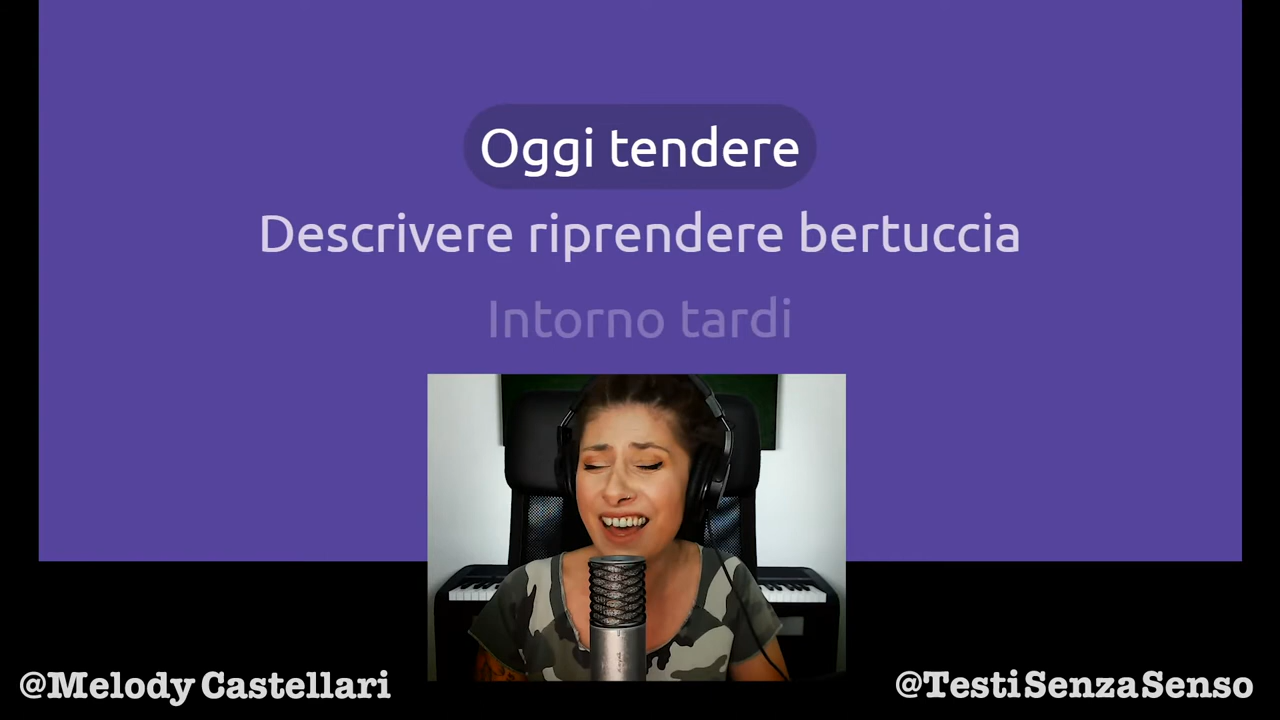 Oggi tendere
Descrivere riprendere bertuccia
Intorno tardi
@Melody Castellari
@TestiSenzaSenso